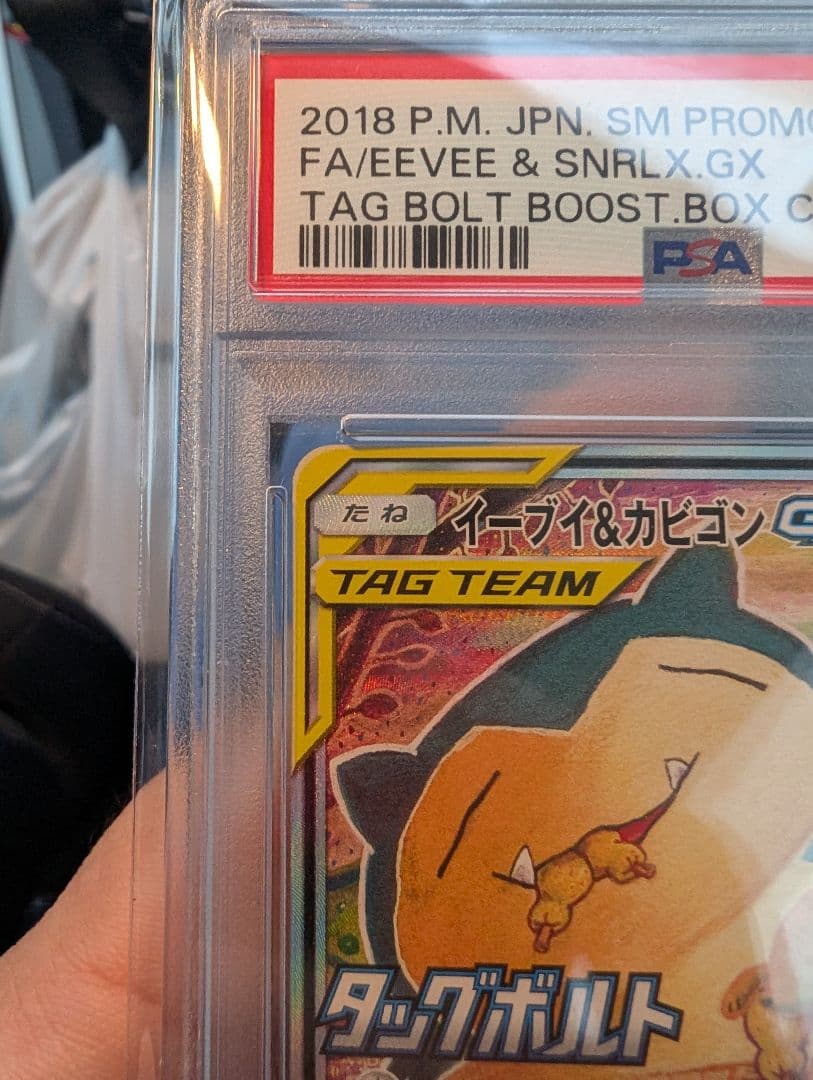 2018 P.M. JPN. SM PROMO
FA/EEVEE & SNRLX.GX
TAG BOLT BOOST.BOX C
PSA
たね イーブイ&カビゴン G
TAG TEAM
タッグボルト